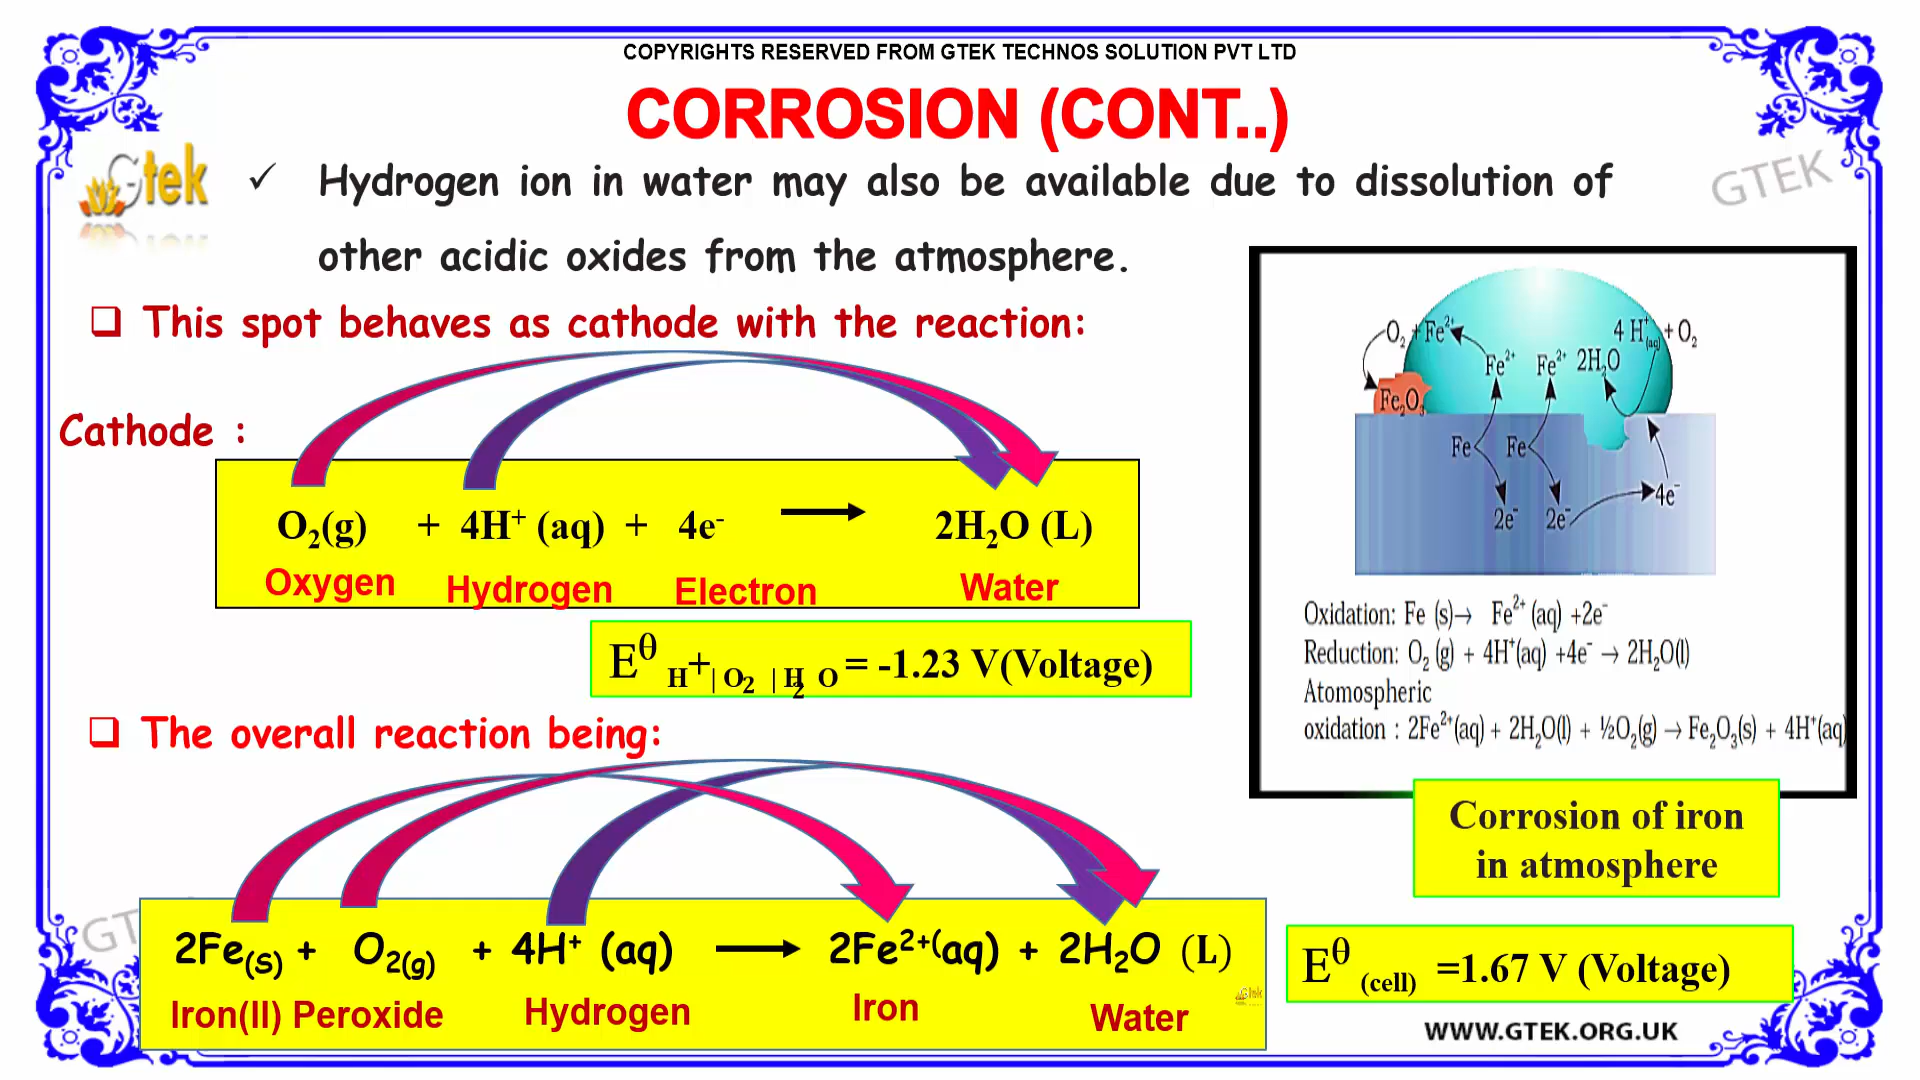 COPYRIGHTS RESERVED FROM GTEK TECHNOS SOLUTION PVT LTD
CORROSION (CONT..)
Gtek
GTEK
✓ Hydrogen ion in water may also be available due to dissolution of
other acidic oxides from the atmosphere.
❑ This spot behaves as cathode with the reaction:
Cathode :
O₂(g) + 4H⁺ (aq) + 4e⁻ → 2H₂O (L)
Oxygen Hydrogen Electron Water
E^θ H+| O₂ | H₂ O = -1.23 V(Voltage)
❑ The overall reaction being:
2Fe(S) + O₂(g) + 4H⁺ (aq) → 2Fe²⁺⁽aq) + 2H₂O (L)
Iron(II) Peroxide Hydrogen Iron Water
O₂ + Fe²⁺
4 H⁺(aq) + O₂
Fe²⁺ Fe²⁺ 2H₂O
Fe₂O₃
Fe Fe
4e⁻
2e⁻ 2e⁻
Oxidation: Fe (s)→ Fe²⁺ (aq) +2e⁻
Reduction: O₂ (g) + 4H⁺(aq) +4e⁻ → 2H₂O(l)
Atomospheric
oxidation : 2Fe²⁺(aq) + 2H₂O(l) + ½O₂(g) → Fe₂O₃(s) + 4H⁺(aq)
Corrosion of iron
in atmosphere
E^θ (cell) =1.67 V (Voltage)
WWW.GTEK.ORG.UK